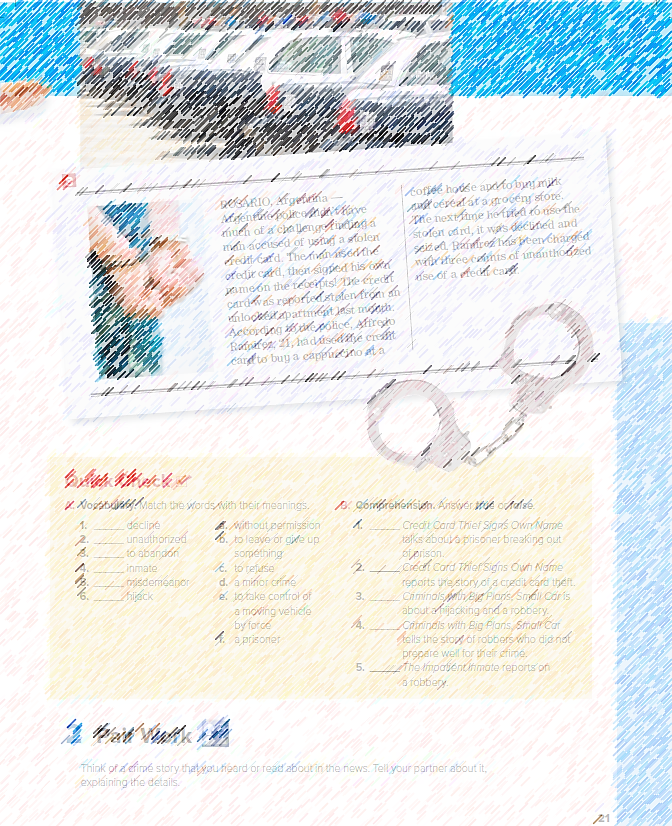 ROSARIO, Argentina—
Argentine police didn't have
much of a challenge finding a
man accused of using a stolen
credit card. The man used the
credit card, then signed his own
name on the receipts! The credit
card was reported stolen from an
unlocked apartment last month.
According to the police, Alfredo
Ramírez, 21, had used the credit
card to buy a cappuccino at a
coffee house and to buy milk
and cereal at a grocery store.
The next time he tried to use the
stolen card, it was declined and
seized. Ramírez has been charged
with three counts of unauthorized
use of a credit card.
Vocabulary. Match the words with their meanings.
1. _____ decline
2. _____ unauthorized
3. _____ to abandon
4. _____ inmate
5. _____ misdemeanor
6. _____ hijack
a. without permission
b. to leave or give up
something
c. to refuse
d. a minor crime
e. to take control of
a moving vehicle
by force
f. a prisoner
B. Comprehension. Answer true or false.
1. _____ Credit Card Thief Signs Own Name
talks about a prisoner breaking out
of prison.
2. _____ Credit Card Thief Signs Own Name
reports the story of a credit card theft.
3. _____ Criminals with Big Plans, Small Car is
about a hijacking and a robbery.
4. _____ Criminals with Big Plans, Small Car
tells the story of robbers who did not
prepare well for their crime.
5. _____ The Impatient Inmate reports on
a robbery.
Pair Work
Think of a crime story that you heard or read about in the news. Tell your partner about it,
explaining the details.
21